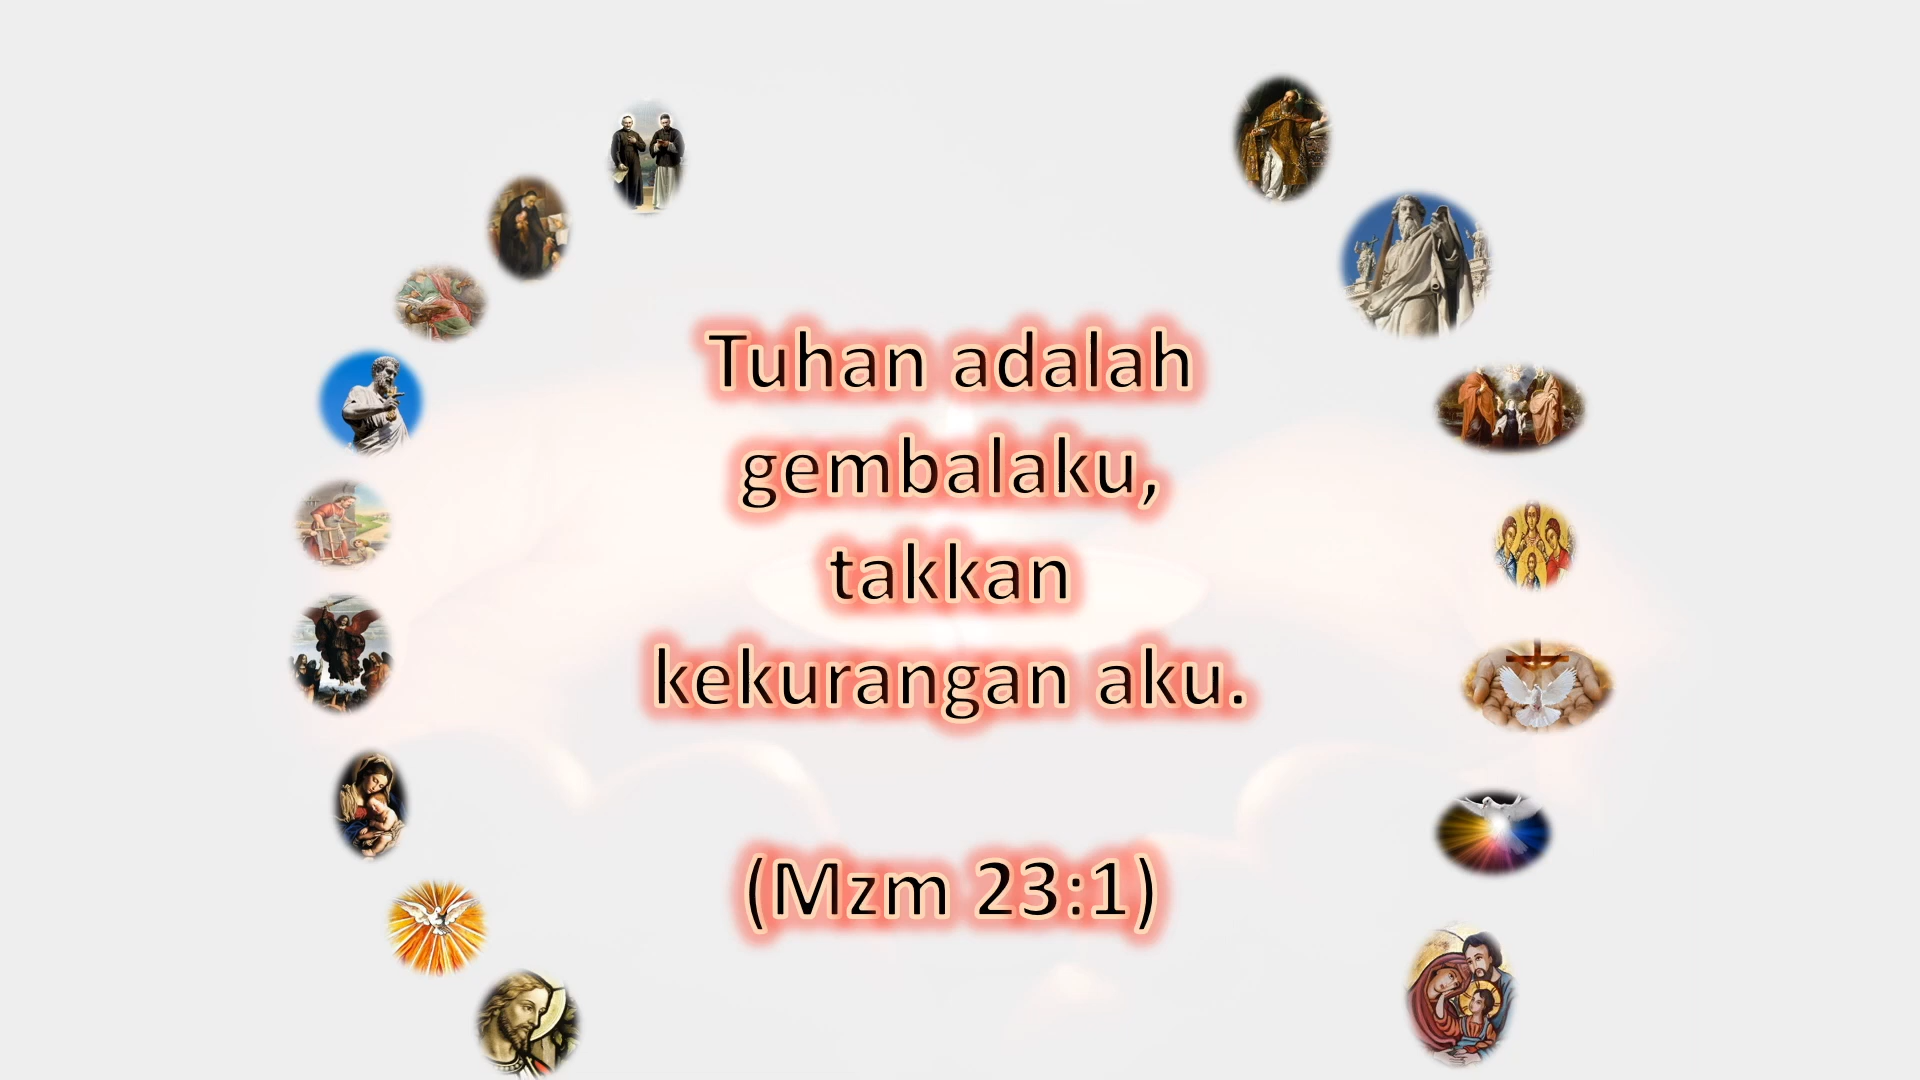 Tuhan adalah
gembalaku,
takkan
kekurangan aku.
(Mzm 23:1)